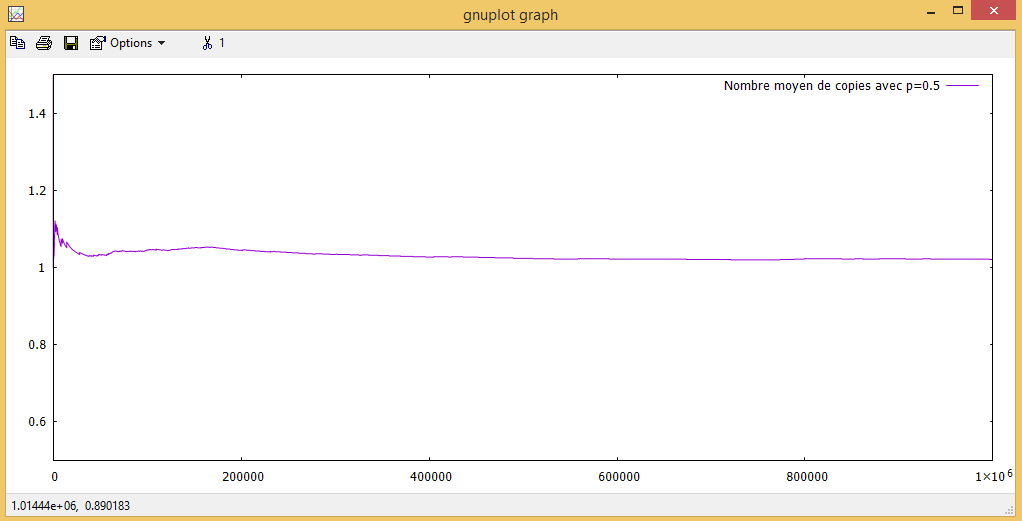 gnuplot graph
Options 1
Nombre moyen de copies avec p=0.5
1.4
1.2
1
0.8
0.6
0 200000 400000 600000 800000 1×10⁶
1.01444e+06, 0.890183